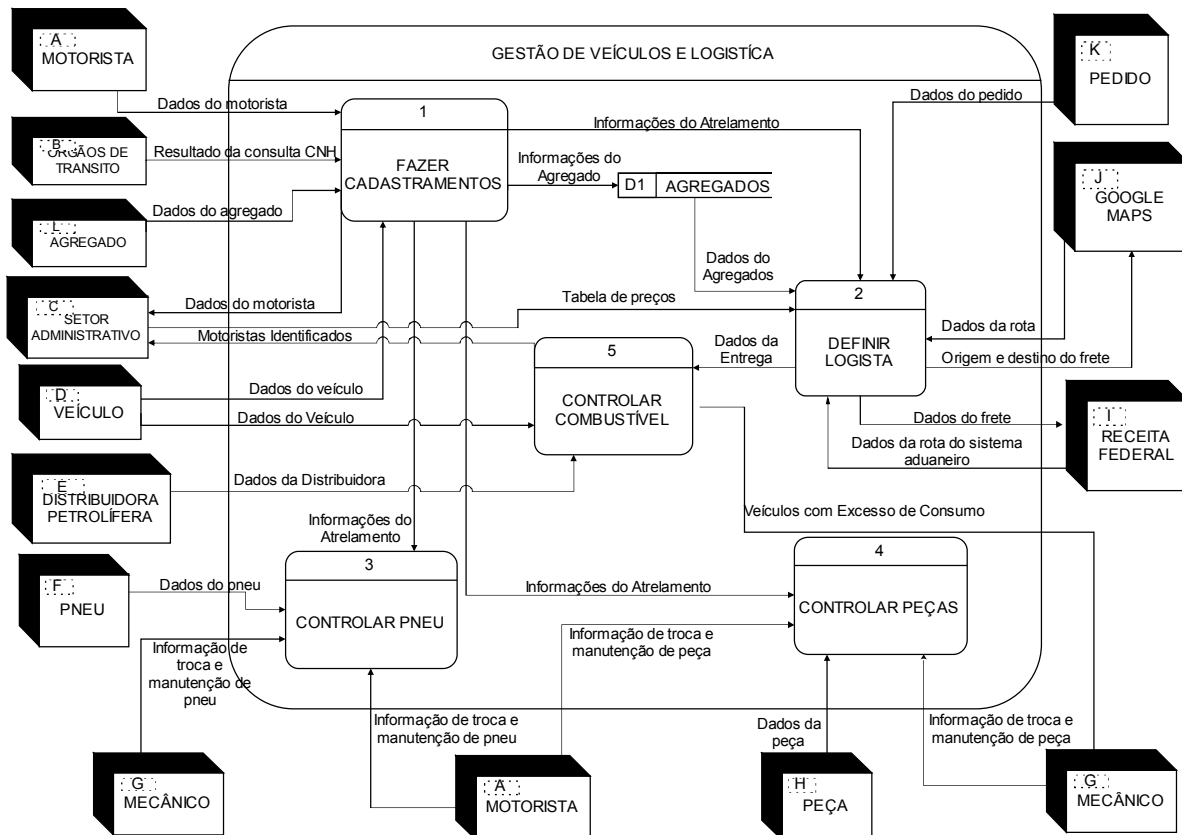 A
MOTORISTA
GESTÃO DE VEÍCULOS E LOGISTÍCA
K
PEDIDO
Dados do motorista
1
Dados do pedido
B
ÓRGÃOS DE
TRANSITO
Resultado da consulta CNH
FAZER
CADASTRAMENTOS
Informações do Atrelamento
Informações do
Agregado
D1
AGREGADOS
J
GOOGLE
MAPS
L
AGREGADO
Dados do agregado
Dados do
Agregados
C
SETOR
ADMINISTRATIVO
Dados do motorista
Tabela de preços
Motoristas Identificados
2
DEFINIR
LOGISTA
Dados da rota
Origem e destino do frete
5
CONTROLAR
COMBUSTÍVEL
Dados da
Entrega
D
VEÍCULO
Dados do veículo
Dados do Veículo
Dados do frete
Dados da rota do sistema
aduaneiro
I
RECEITA
FEDERAL
E
DISTRIBUIDORA
PETROLÍFERA
Dados da Distribuidora
Informações do
Atrelamento
Veículos com Excesso de Consumo
F
PNEU
Dados do pneu
3
CONTROLAR PNEU
Informações do Atrelamento
4
CONTROLAR PEÇAS
Informação de
troca e
manutenção de
pneu
Informação de troca e
manutenção de peça
Informação de troca e
manutenção de pneu
Dados da
peça
Informação de troca e
manutenção de peça
G
MECÂNICO
A
MOTORISTA
H
PEÇA
G
MECÂNICO